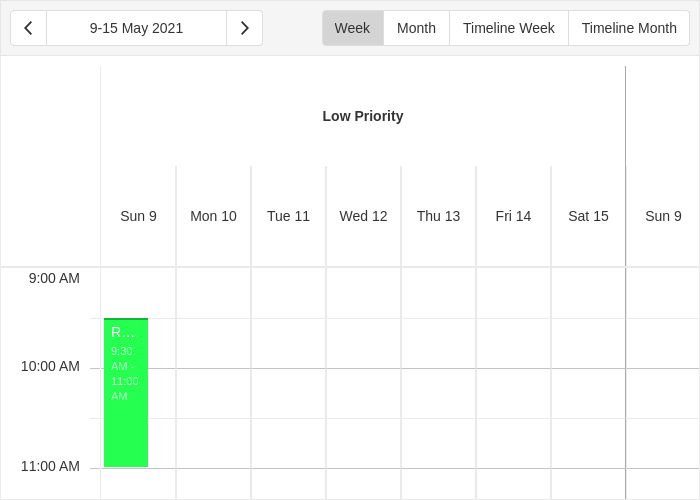 9-15 May 2021
Week Month Timeline Week Timeline Month
Low Priority
Sun 9 Mon 10 Tue 11 Wed 12 Thu 13 Fri 14 Sat 15 Sun 9
9:00 AM
R...
9:30
AM -
11:00
AM
10:00 AM
11:00 AM